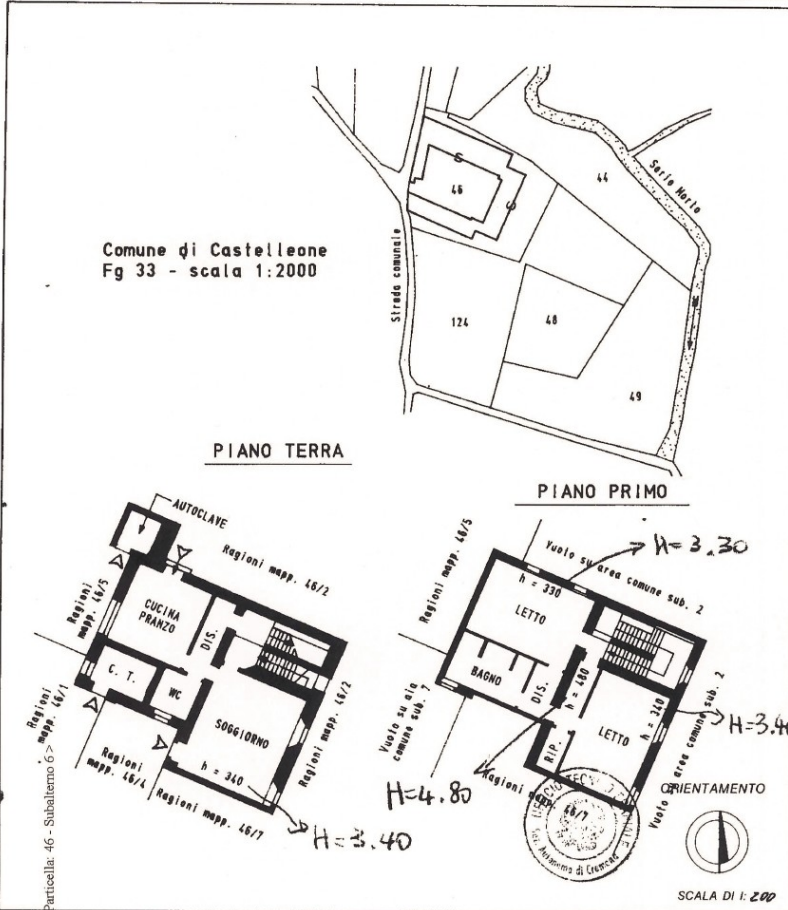 Comune di Castelleone
Fg 33 - scala 1:2000
Strada comunale
Serio Morto
S
46
S
44
124
48
49
PIANO TERRA
AUTOCLAVE
Ragioni mapp. 46/2
Ragioni
mapp. 46/5
CUCINA
PRANZO
DIS.
C. T.
WC
SOGGIORNO
h = 340
H=3.40
Ragioni mapp. 46/2
Ragioni
mapp. 46/1
Ragioni
mapp. 46/4
Ragioni mapp. 46/7
PIANO PRIMO
Ragioni mapp. 46/5
Vuoto su area comune sub. 2
H=3.30
h = 330
LETTO
BAGNO
DIS.
h = 480
LETTO
h = 340
RIP.
H=3.40
H=4.80
Vuoto su aia
comune sub. 7
Ragioni mapp. 46/7
Vuoto su area comune sub. 2
ORIENTAMENTO
SCALA DI 1: 200
Particella: 46 - Subalterno 6 >